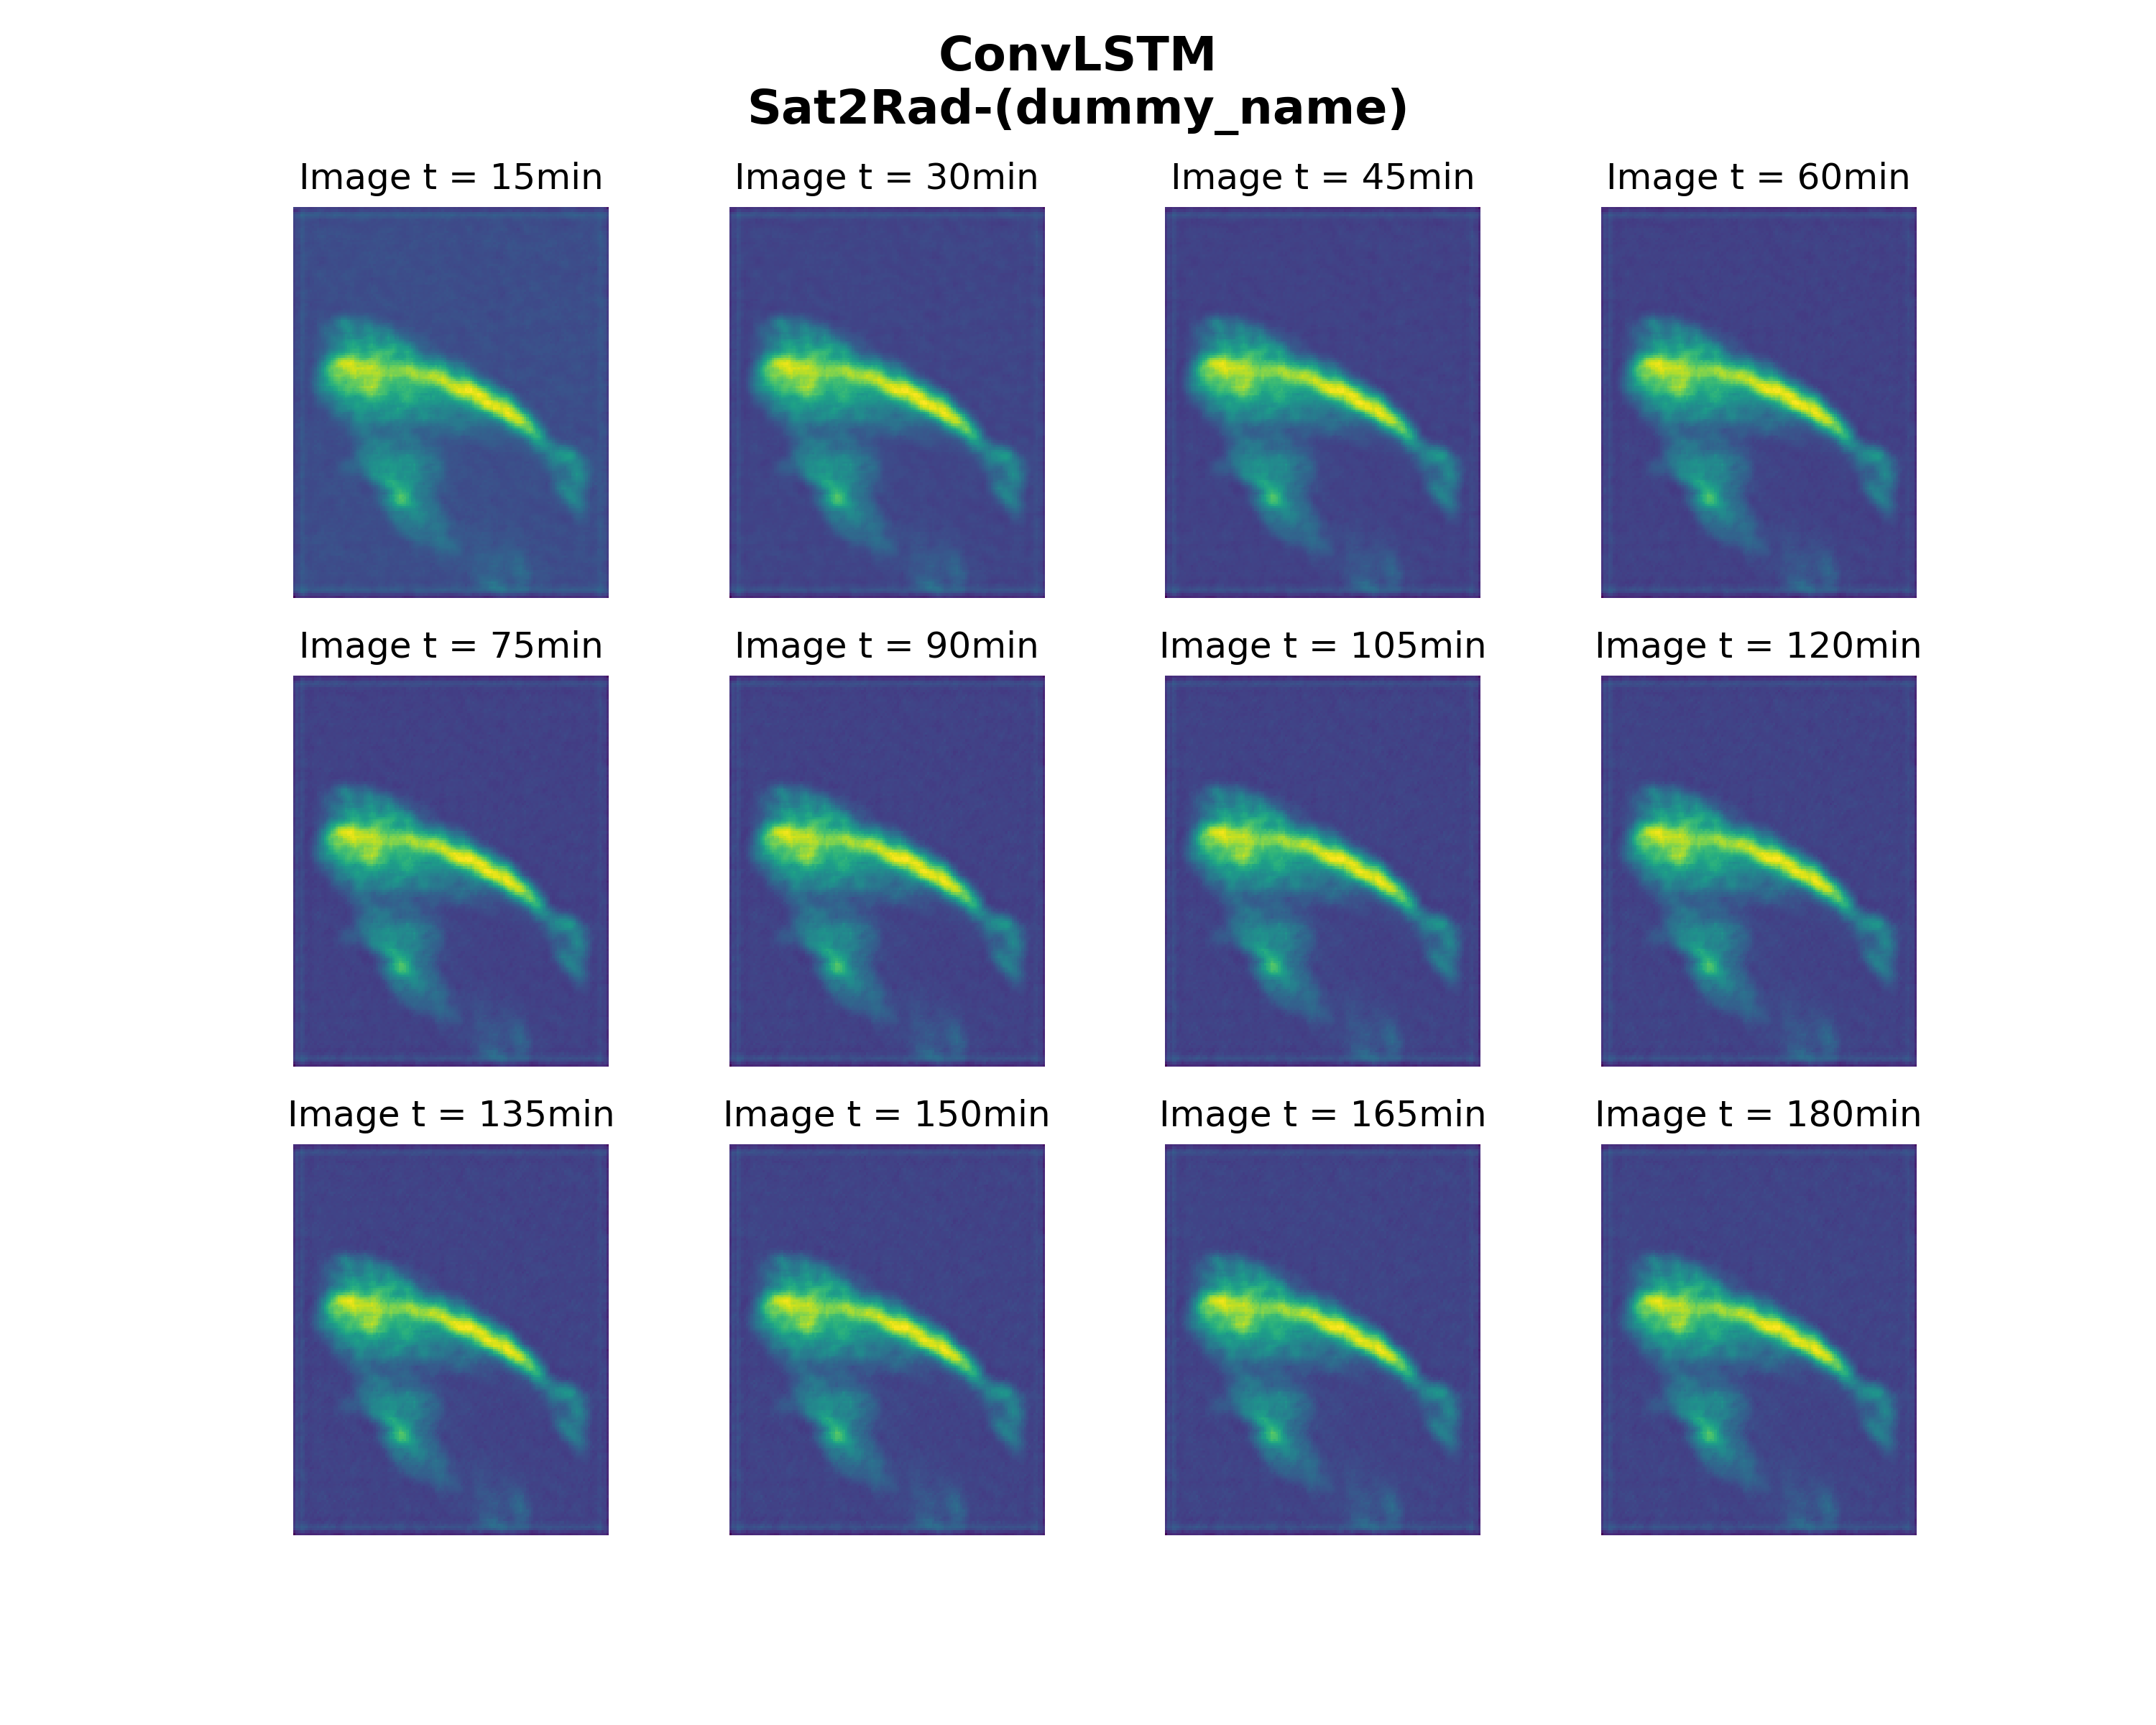 ConvLSTM
Sat2Rad-(dummy_name)
Image t = 15min
Image t = 30min
Image t = 45min
Image t = 60min
Image t = 75min
Image t = 90min
Image t = 105min
Image t = 120min
Image t = 135min
Image t = 150min
Image t = 165min
Image t = 180min